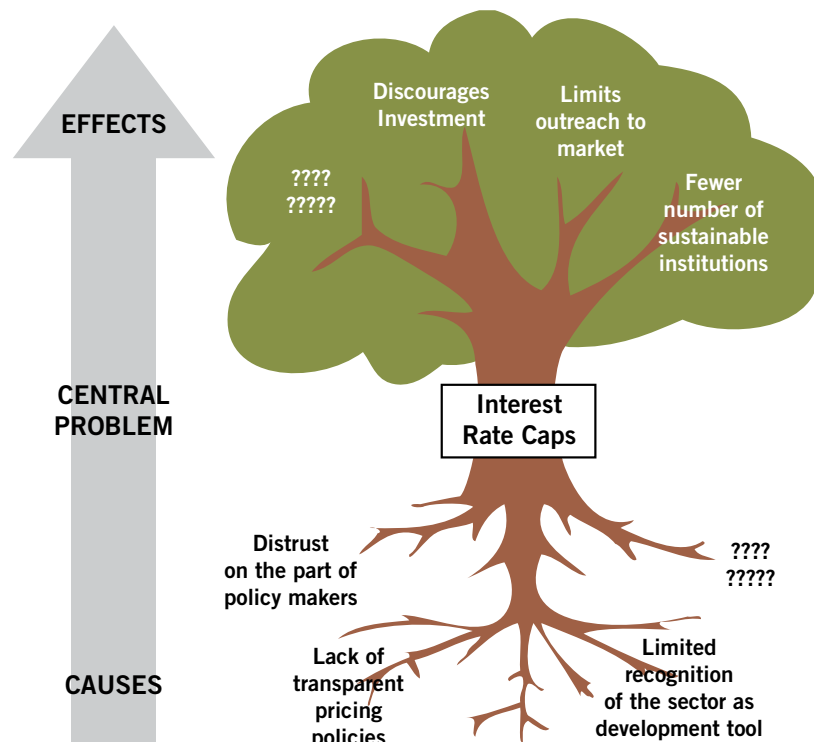 EFFECTS
Discourages
Investment
Limits
outreach to
market
????
?????
Fewer
number of
sustainable
institutions
CENTRAL
PROBLEM
Interest
Rate Caps
Distrust
on the part of
policy makers
????
?????
CAUSES
Lack of
transparent
pricing
policies
Limited
recognition
of the sector as
development tool